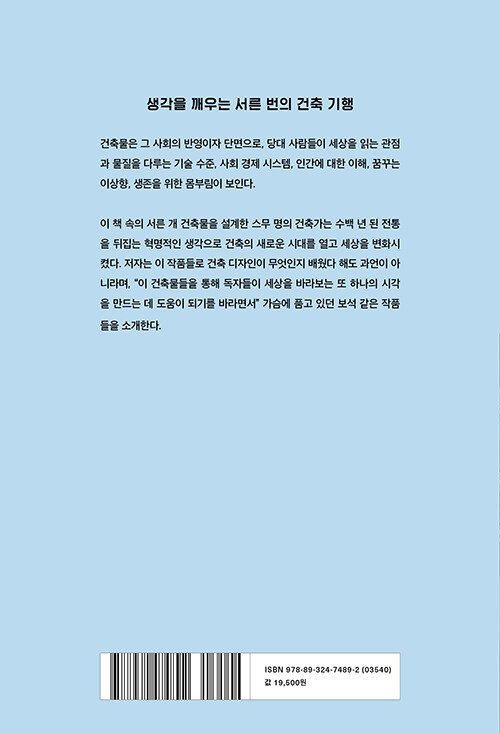 생각을 깨우는 서른 번의 건축 기행
건축물은 그 사회의 반영이자 단면으로, 당대 사람들이 세상을 읽는 관점
과 물질을 다루는 기술 수준, 사회 경제 시스템, 인간에 대한 이해, 꿈꾸는
이상향, 생존을 위한 몸부림이 보인다.
이 책 속의 서른 개 건축물을 설계한 스무 명의 건축가는 수백 년 된 전통
을 뒤집는 혁명적인 생각으로 건축의 새로운 시대를 열고 세상을 변화시
켰다. 저자는 이 작품들로 건축 디자인이 무엇인지 배웠다 해도 과언이 아
니라며, “이 건축물들을 통해 독자들이 세상을 바라보는 또 하나의 시각
을 만드는 데 도움이 되기를 바라면서” 가슴에 품고 있던 보석 같은 작품
들을 소개한다.
ISBN 978-89-324-7489-2 (03540)
값 19,500원